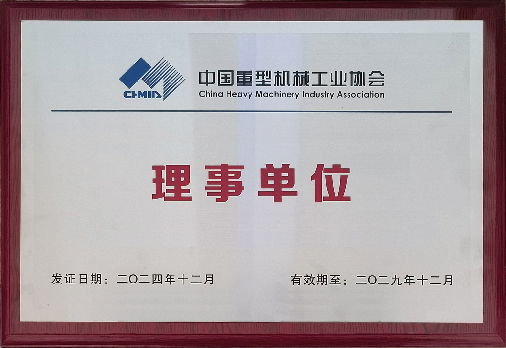 CHMIA
中国重型机械工业协会
China Heavy Machinery Industry Association
理事单位
发证日期：二〇二四年十二月
有效期至：二〇二九年十二月